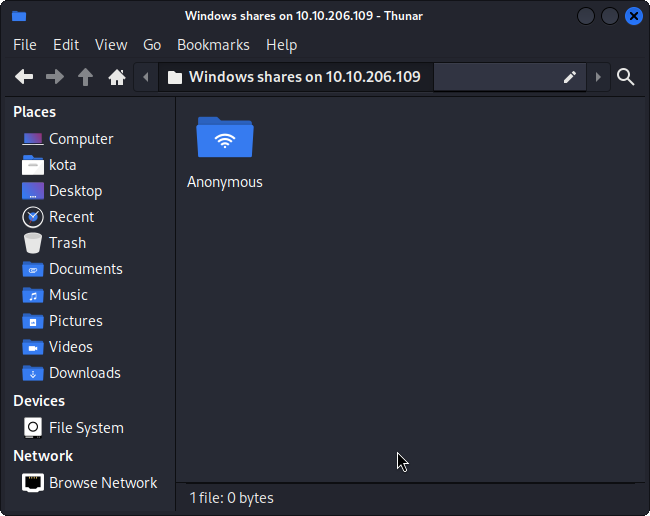 Windows shares on 10.10.206.109 - Thunar
File Edit View Go Bookmarks Help
Windows shares on 10.10.206.109
Places
Computer
kota
Desktop
Recent
Trash
Documents
Music
Pictures
Videos
Downloads
Devices
File System
Network
Browse Network
Anonymous
1 file: 0 bytes